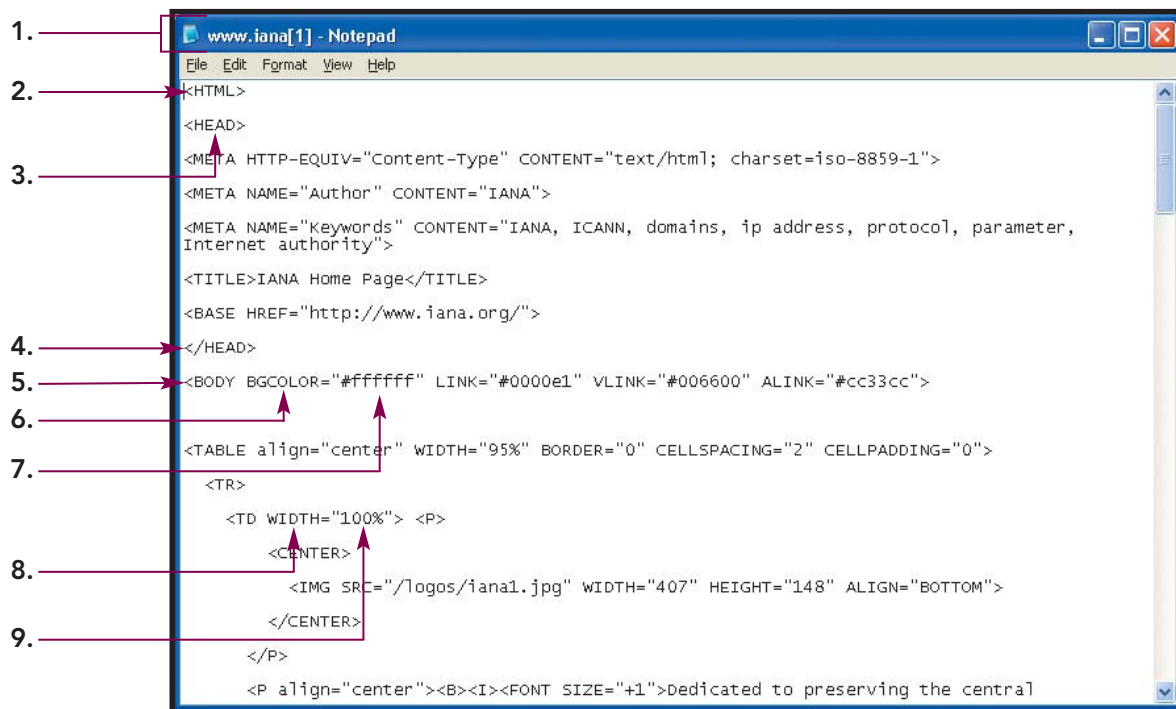 1.
www.iana[1] - Notepad
File Edit Format View Help
2.
<HTML>
<HEAD>
<META HTTP-EQUIV="Content-Type" CONTENT="text/html; charset=iso-8859-1">
3.
<META NAME="Author" CONTENT="IANA">
<META NAME="Keywords" CONTENT="IANA, ICANN, domains, ip address, protocol, parameter,
Internet authority">
<TITLE>IANA Home Page</TITLE>
<BASE HREF="http://www.iana.org/">
4.
</HEAD>
5.
<BODY BGCOLOR="#ffffff" LINK="#0000e1" VLINK="#006600" ALINK="#cc33cc">
6.
<TABLE align="center" WIDTH="95%" BORDER="0" CELLSPACING="2" CELLPADDING="0">
7.
<TR>
<TD WIDTH="100%"> <P>
<CENTER>
8.
<IMG SRC="/logos/iana1.jpg" WIDTH="407" HEIGHT="148" ALIGN="BOTTOM">
</CENTER>
9.
</P>
<P align="center"><B><I><FONT SIZE="+1">Dedicated to preserving the central